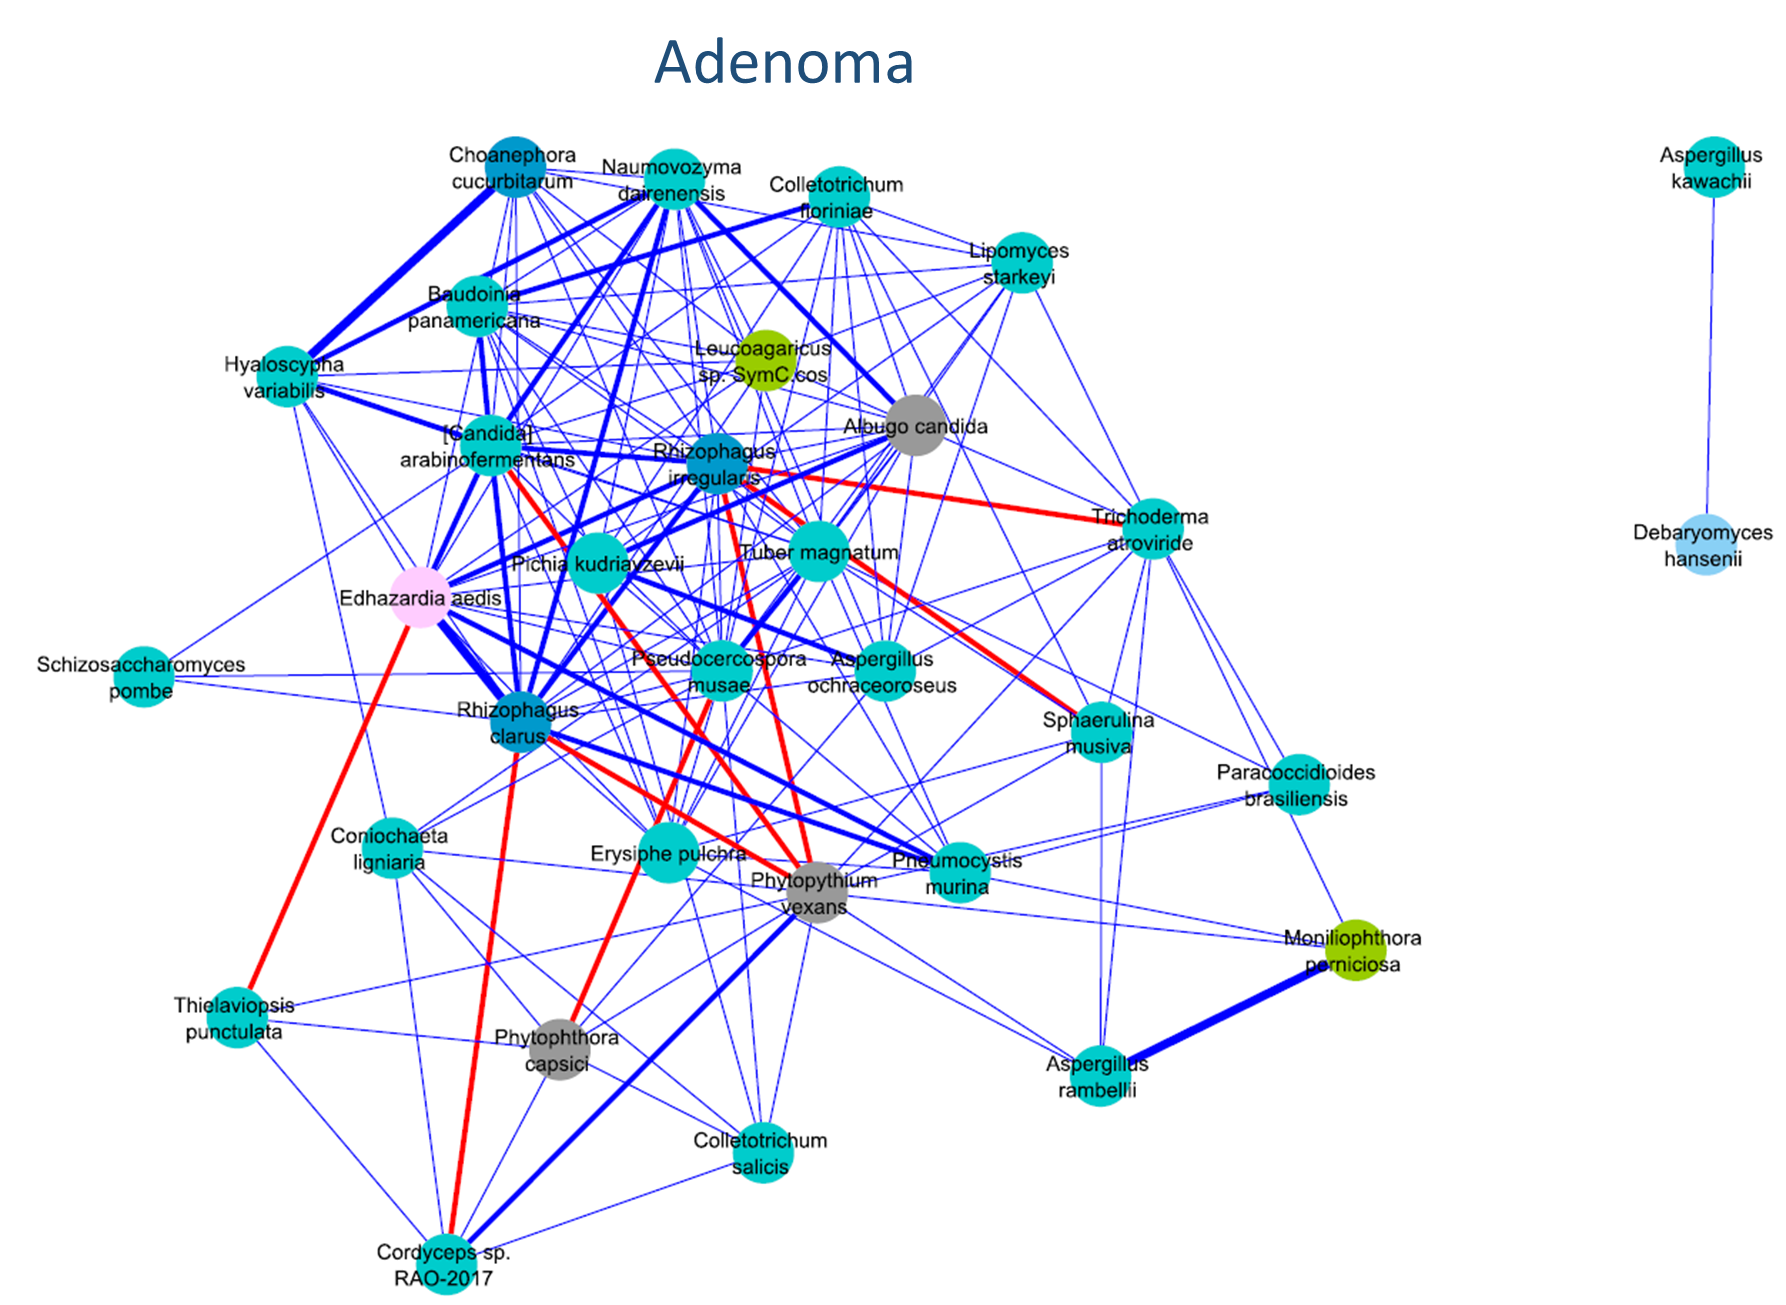 Adenoma
Choanephora
cucurbitarum
Naumovozyma
dairenensis
Colletotrichum
fioriniae
Aspergillus
kawachii
Lipomyces
starkeyi
Baudoinia
panamericana
Leucoagaricus
sp. SymC.cos
Hyaloscypha
variabilis
Albugo candida
[Candida]
arabinofermentans
Rhizophagus
irregularis
Trichoderma
atroviride
Debaryomyces
hansenii
Tuber magnatum
Pichia kudriavzevii
Edhazardia aedis
Schizosaccharomyces
pombe
Pseudocercospora
musae
Aspergillus
ochraceoroseus
Rhizophagus
clarus
Sphaerulina
musiva
Paracoccidioides
brasiliensis
Coniochaeta
ligniaria
Erysiphe pulchra
Pneumocystis
murina
Phytopythium
vexans
Moniliophthora
perniciosa
Thielaviopsis
punctulata
Phytophthora
capsici
Aspergillus
rambellii
Colletotrichum
salicis
Cordyceps sp.
RAO-2017